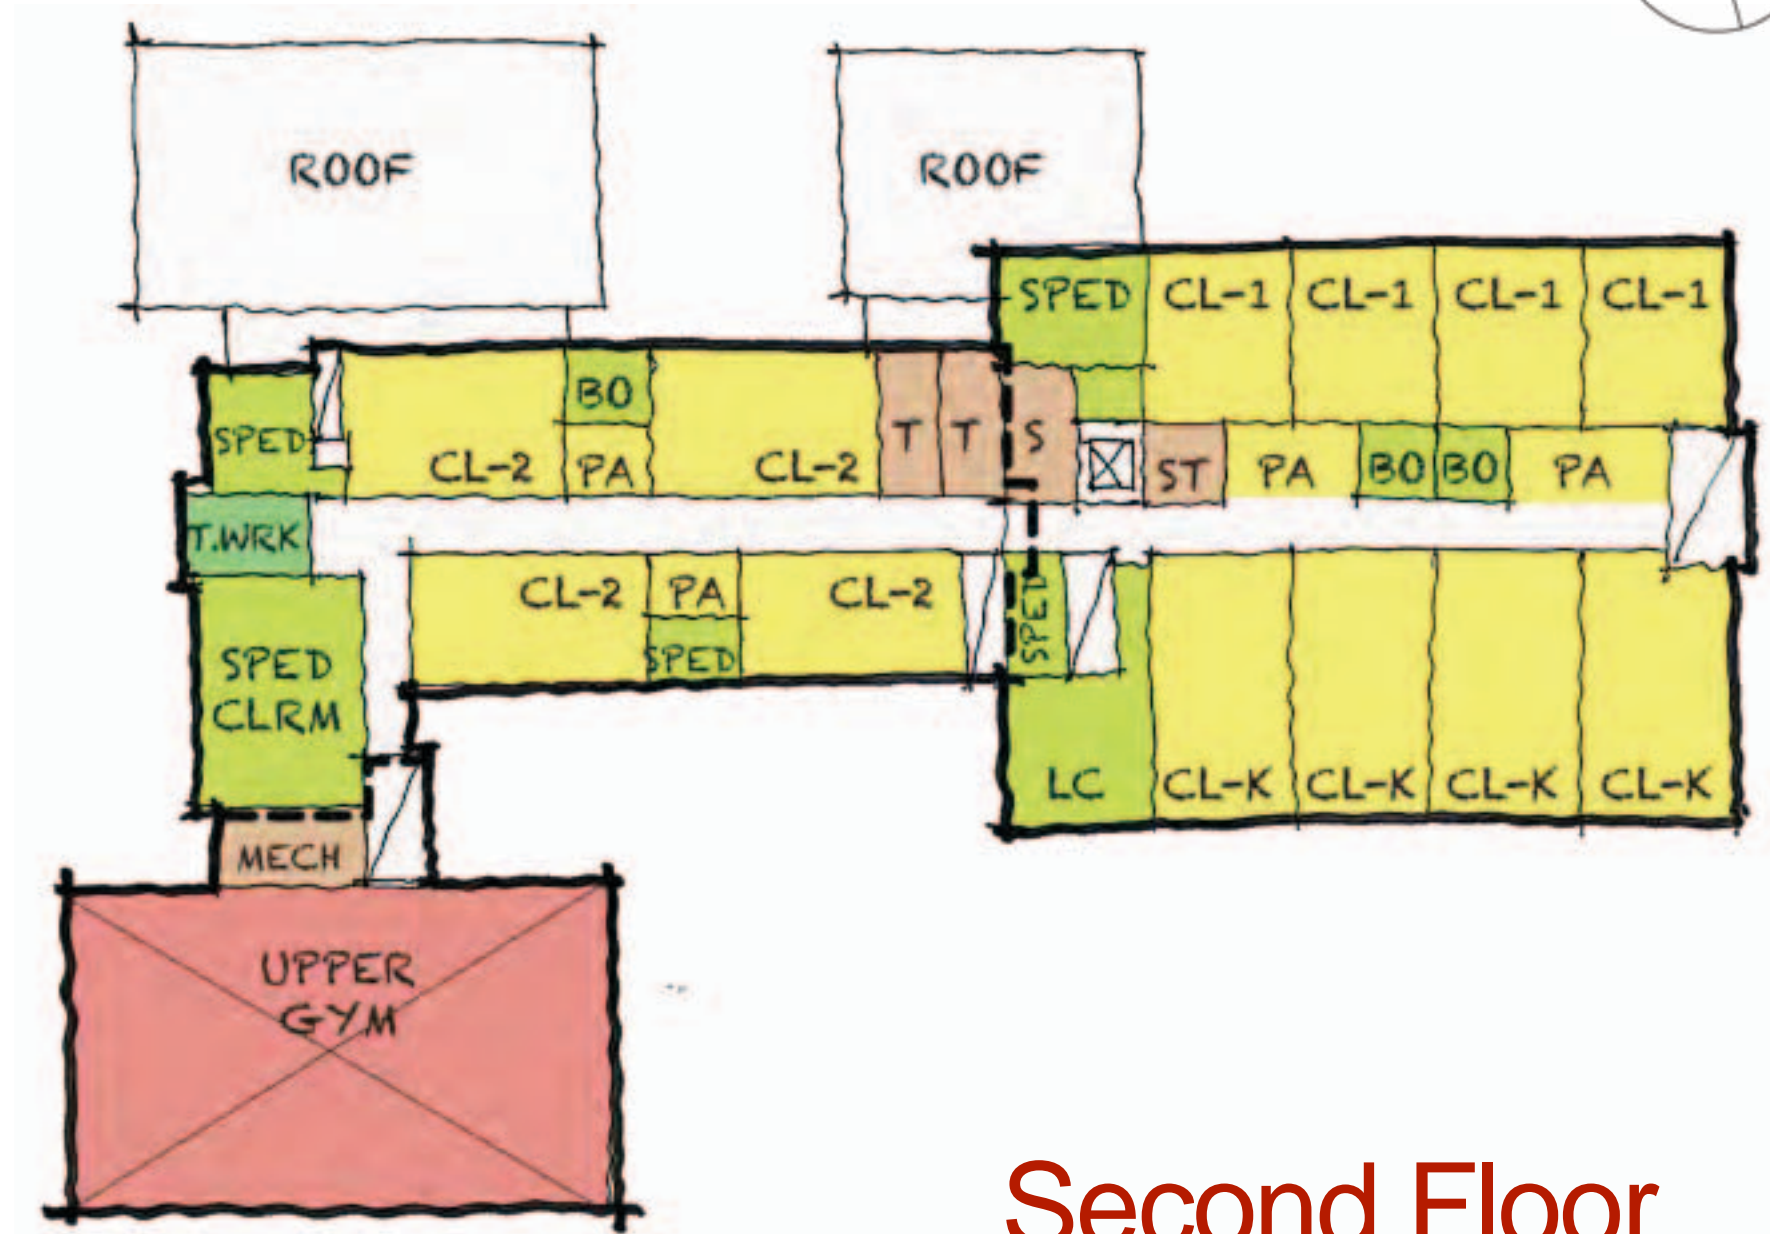 ROOF
ROOF
SPED CL-1 CL-1 CL-1 CL-1
BO
SPED CL-2 PA CL-2 T T S ST PA BO BO PA
T.WRK
CL-2 PA CL-2
SPED
SPED
SPED
CLRM
LC CL-K CL-K CL-K CL-K
MECH
UPPER
GYM
Second Floor